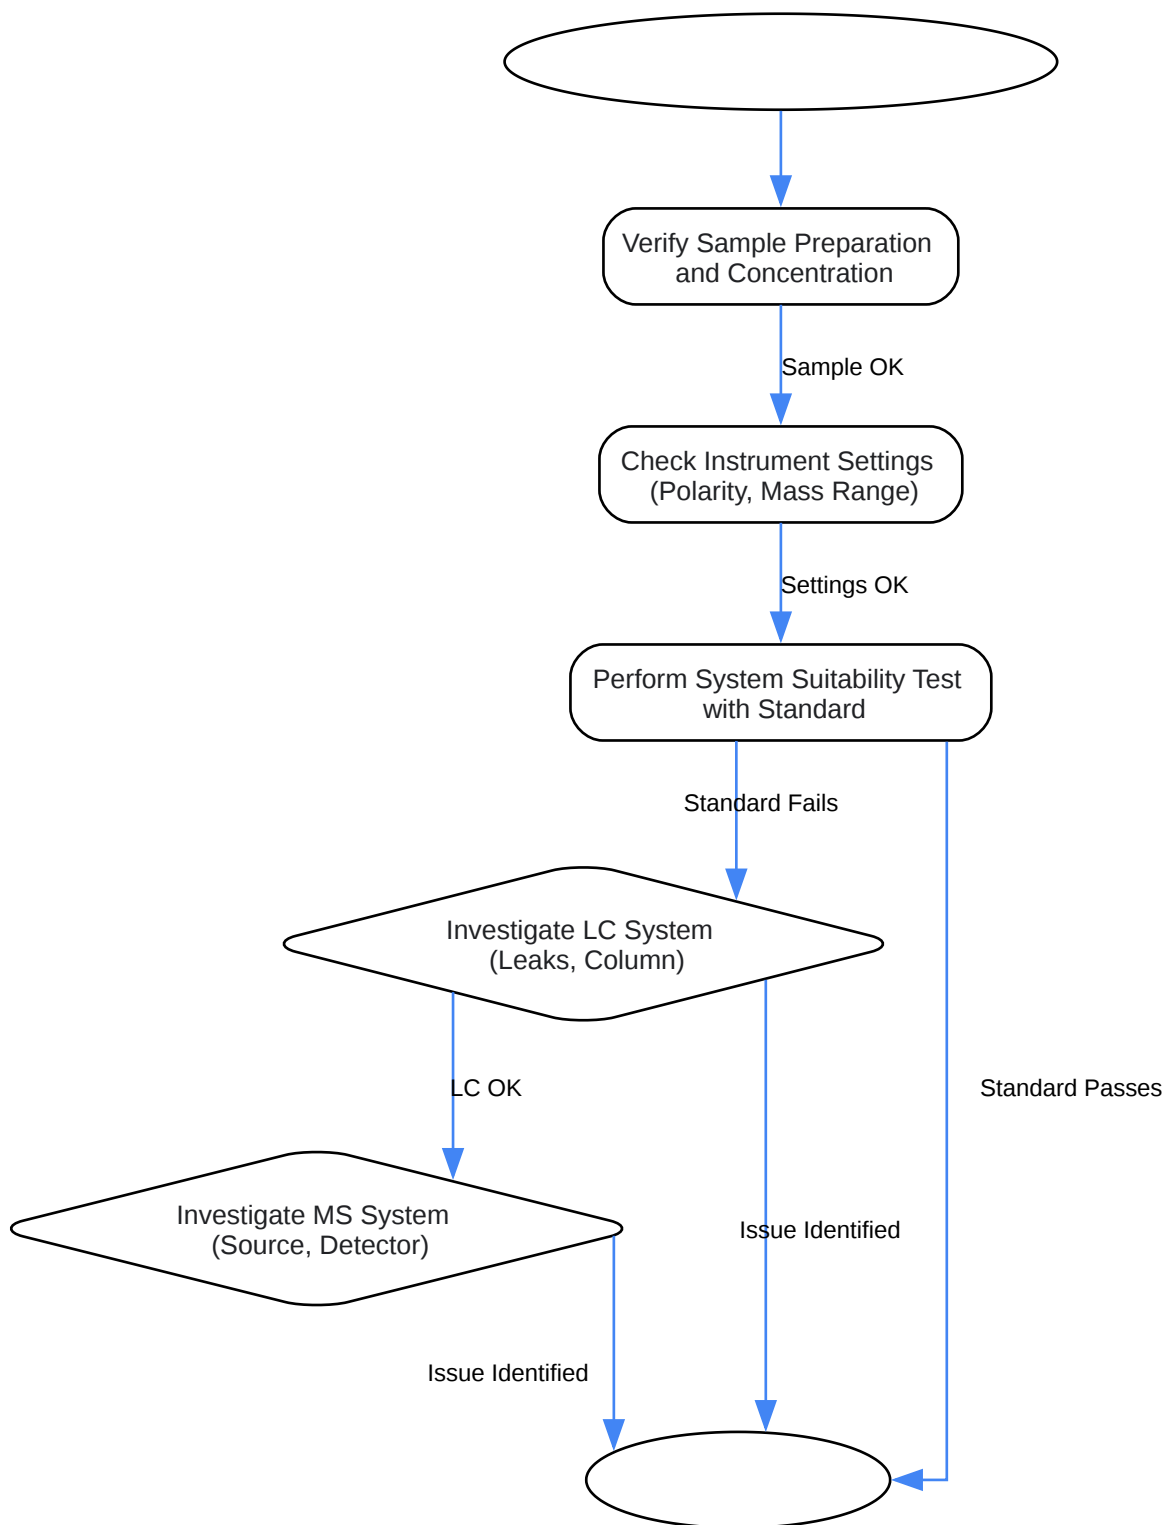 Verify Sample Preparation
and Concentration
Sample OK
Check Instrument Settings
(Polarity, Mass Range)
Settings OK
Perform System Suitability Test
with Standard
Standard Fails
Investigate LC System
(Leaks, Column)
LC OK
Standard Passes
Investigate MS System
(Source, Detector)
Issue Identified
Issue Identified